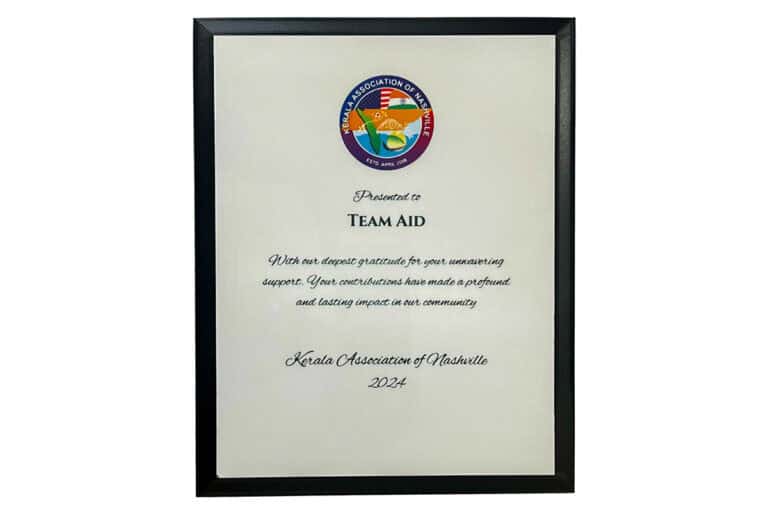 KERALA ASSOCIATION OF NASHVILLE
ESTD APRIL 2018
Presented to
TEAM AID
With our deepest gratitude for your unwavering
support. Your contributions have made a profound
and lasting impact in our community
Kerala Association of Nashville
2024